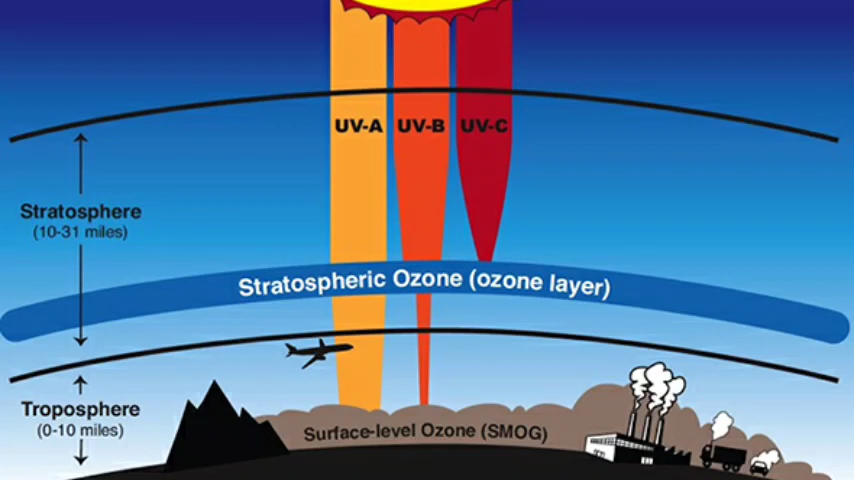 UV-A UV-B UV-C
Stratosphere
(10-31 miles)
Stratospheric Ozone (ozone layer)
Troposphere
(0-10 miles)
Surface-level Ozone (SMOG)